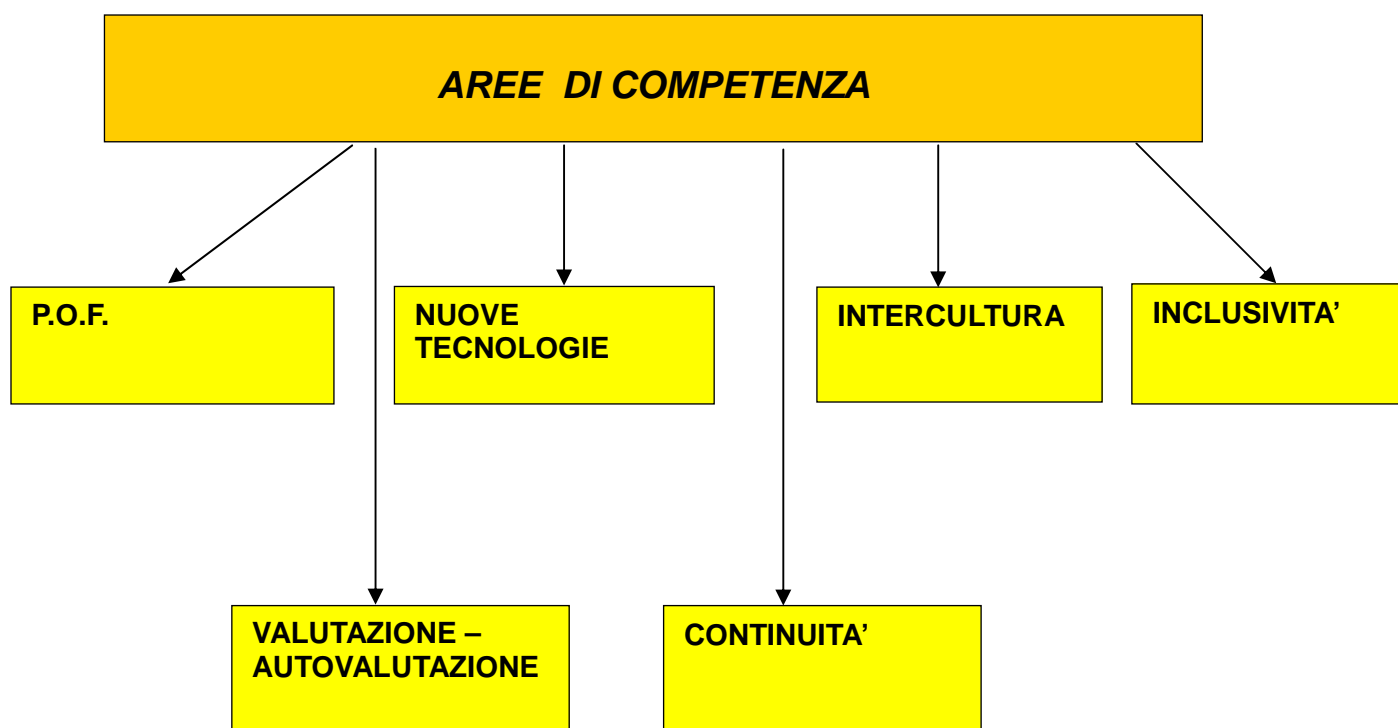 AREE DI COMPETENZA
P.O.F.
NUOVE
TECNOLOGIE
INTERCULTURA
INCLUSIVITA’
VALUTAZIONE –
AUTOVALUTAZIONE
CONTINUITA’